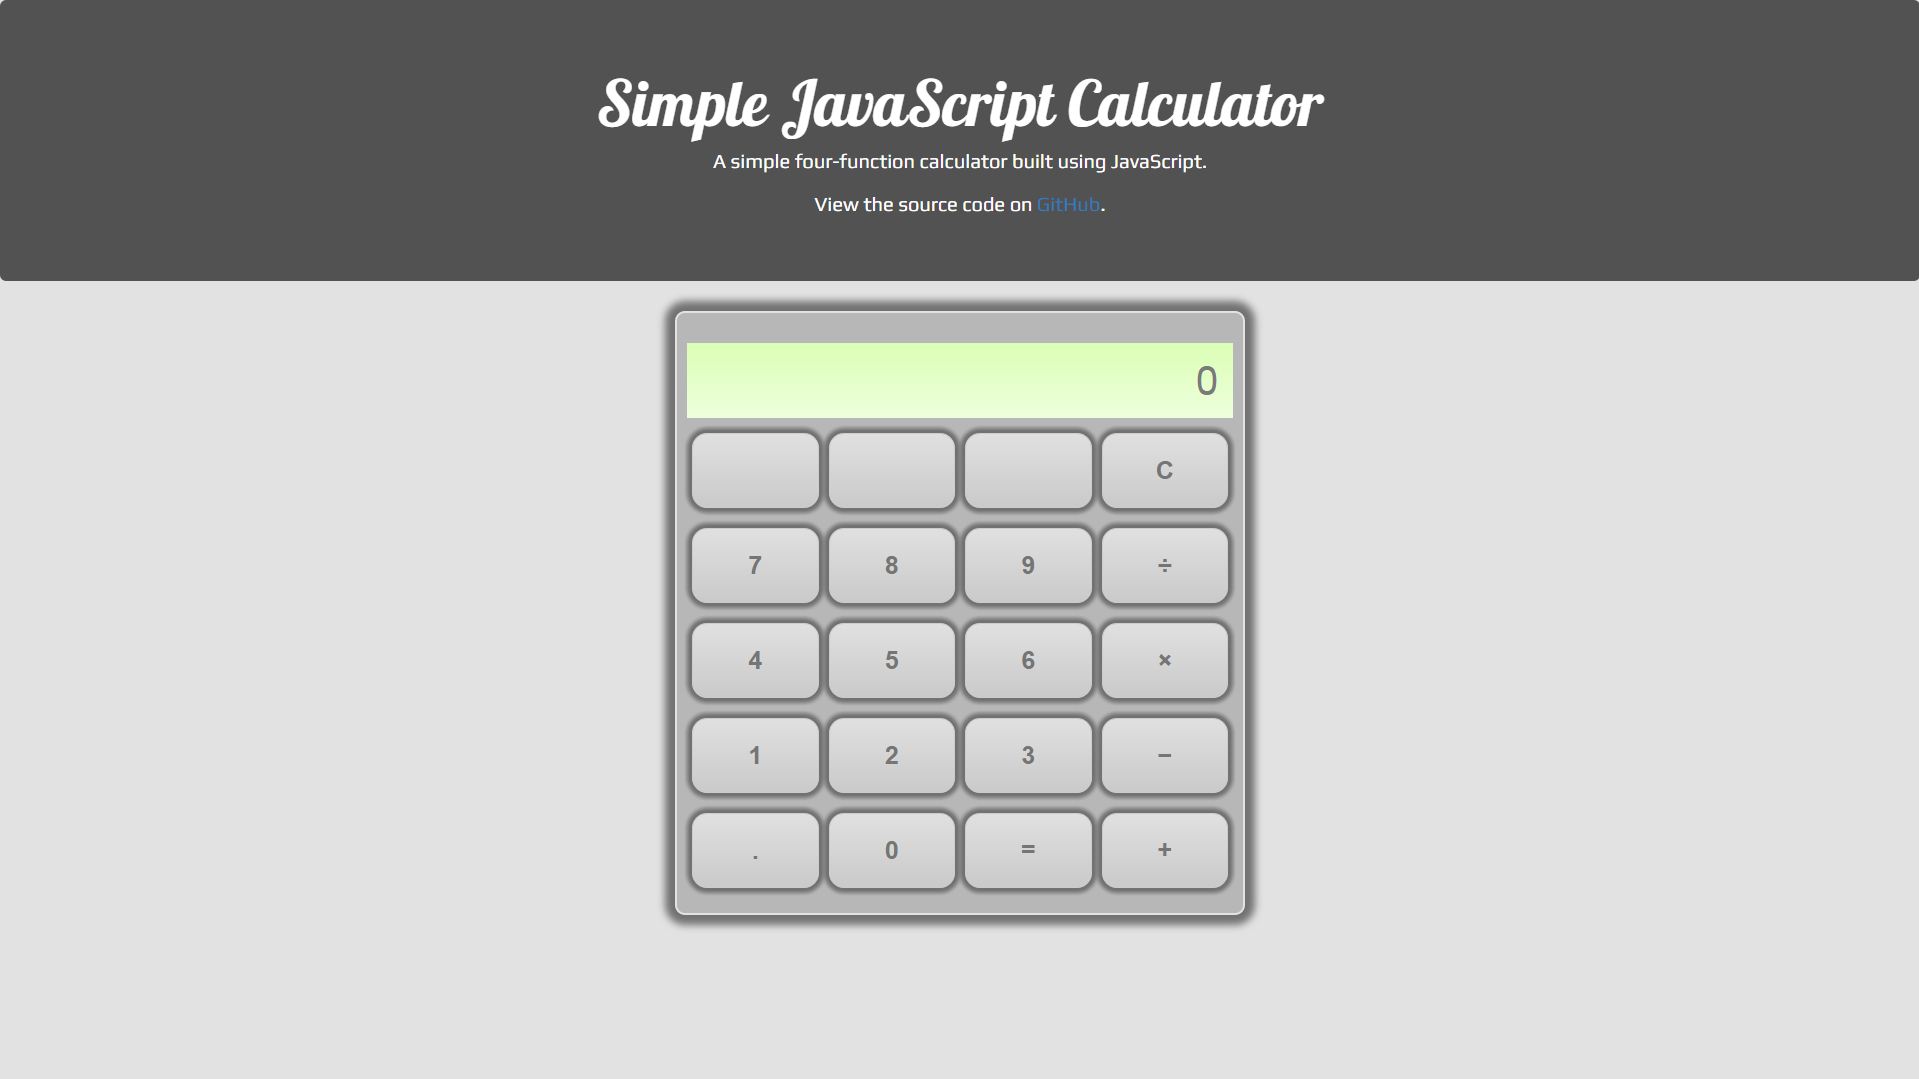 Simple JavaScript Calculator
A simple four-function calculator built using JavaScript.
View the source code on GitHub.
0
C
7 8 9 ÷
4 5 6 ×
1 2 3 −
. 0 = +